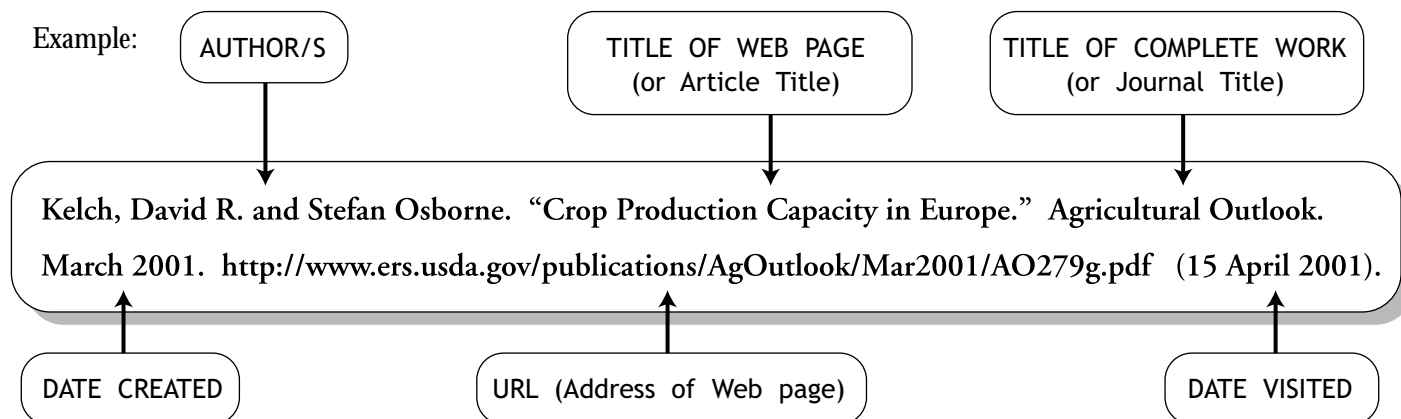 Example:
AUTHOR/S
TITLE OF WEB PAGE
(or Article Title)
TITLE OF COMPLETE WORK
(or Journal Title)
Kelch, David R. and Stefan Osborne.  “Crop Production Capacity in Europe.”  Agricultural Outlook.
March 2001.  http://www.ers.usda.gov/publications/AgOutlook/Mar2001/AO279g.pdf  (15 April 2001).
DATE CREATED
URL (Address of Web page)
DATE VISITED